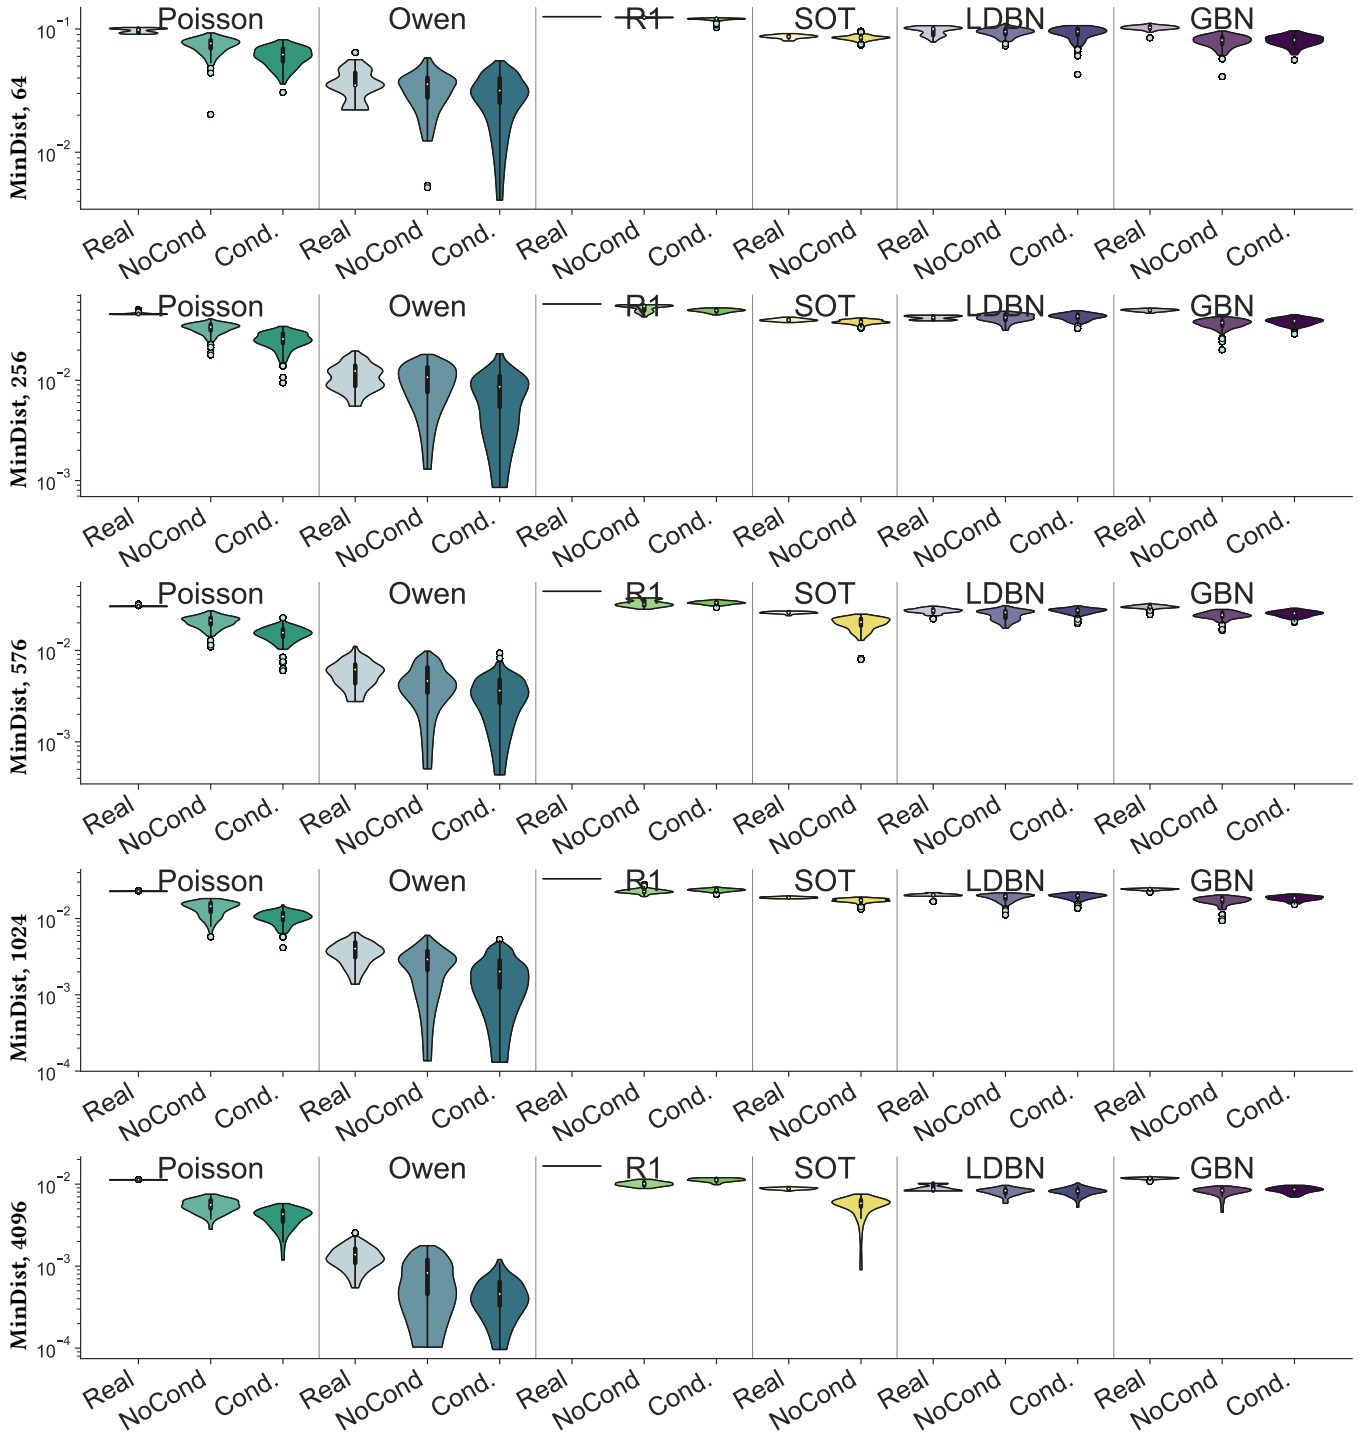 Poisson Owen R1 SOT LDBN GBN
MinDist, 64
10−1
10−2
Real NoCond Cond. Real NoCond Cond. Real NoCond Cond. Real NoCond Real NoCond Cond. Real NoCond Cond.
Poisson Owen R1 SOT LDBN GBN
MinDist, 256
10−2
10−3
Real NoCond Cond. Real NoCond Cond. Real NoCond Cond. Real NoCond Real NoCond Cond. Real NoCond Cond.
Poisson Owen R1 SOT LDBN GBN
MinDist, 576
10−2
10−3
Real NoCond Cond. Real NoCond Cond. Real NoCond Cond. Real NoCond Real NoCond Cond. Real NoCond Cond.
Poisson Owen R1 SOT LDBN GBN
MinDist, 1024
10−2
10−3
10−4
Real NoCond Cond. Real NoCond Cond. Real NoCond Cond. Real NoCond Real NoCond Cond. Real NoCond Cond.
Poisson Owen R1 SOT LDBN GBN
MinDist, 4096
10−2
10−3
10−4
Real NoCond Cond. Real NoCond Cond. Real NoCond Cond. Real NoCond Real NoCond Cond. Real NoCond Cond.